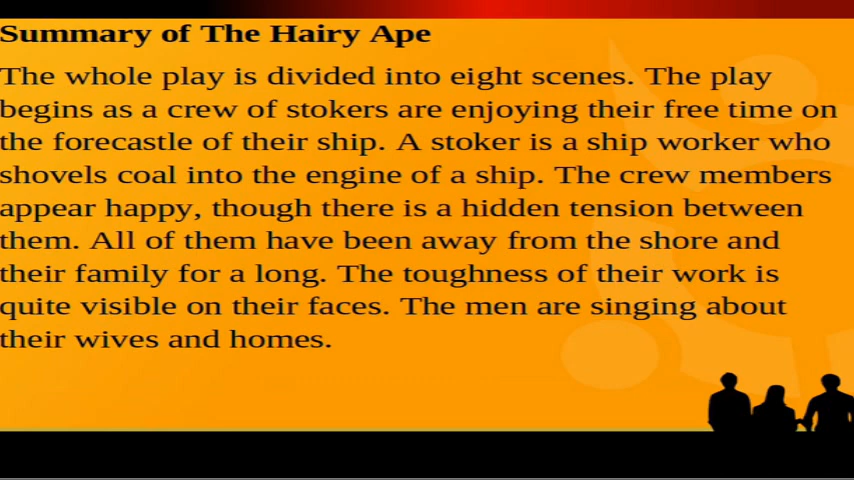 Summary of The Hairy Ape
The whole play is divided into eight scenes. The play
begins as a crew of stokers are enjoying their free time on
the forecastle of their ship. A stoker is a ship worker who
shovels coal into the engine of a ship. The crew members
appear happy, though there is a hidden tension between
them. All of them have been away from the shore and
their family for a long. The toughness of their work is
quite visible on their faces. The men are singing about
their wives and homes.